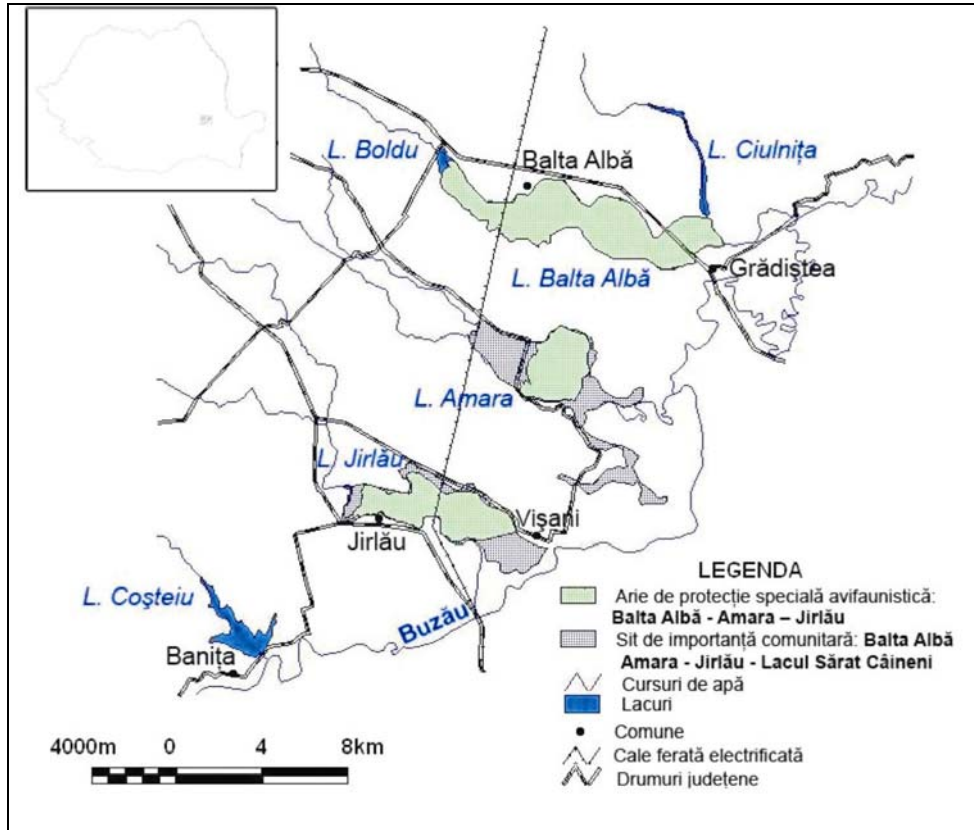 L. Boldu
Balta Albă
L. Ciulnița
L. Balta Albă
Grădiștea
L. Amara
L. Jirlău
Vișani
Jirlău
L. Coșteiu
Buzău
Banița
LEGENDA
Arie de protecție specială avifaunistică:
Balta Albă - Amara – Jirlău
Sit de importanță comunitară: Balta Albă
Amara - Jirlău - Lacul Sărat Câineni
Cursuri de apă
Lacuri
Comune
Cale ferată electrificată
Drumuri județene
4000m 0 4 8km